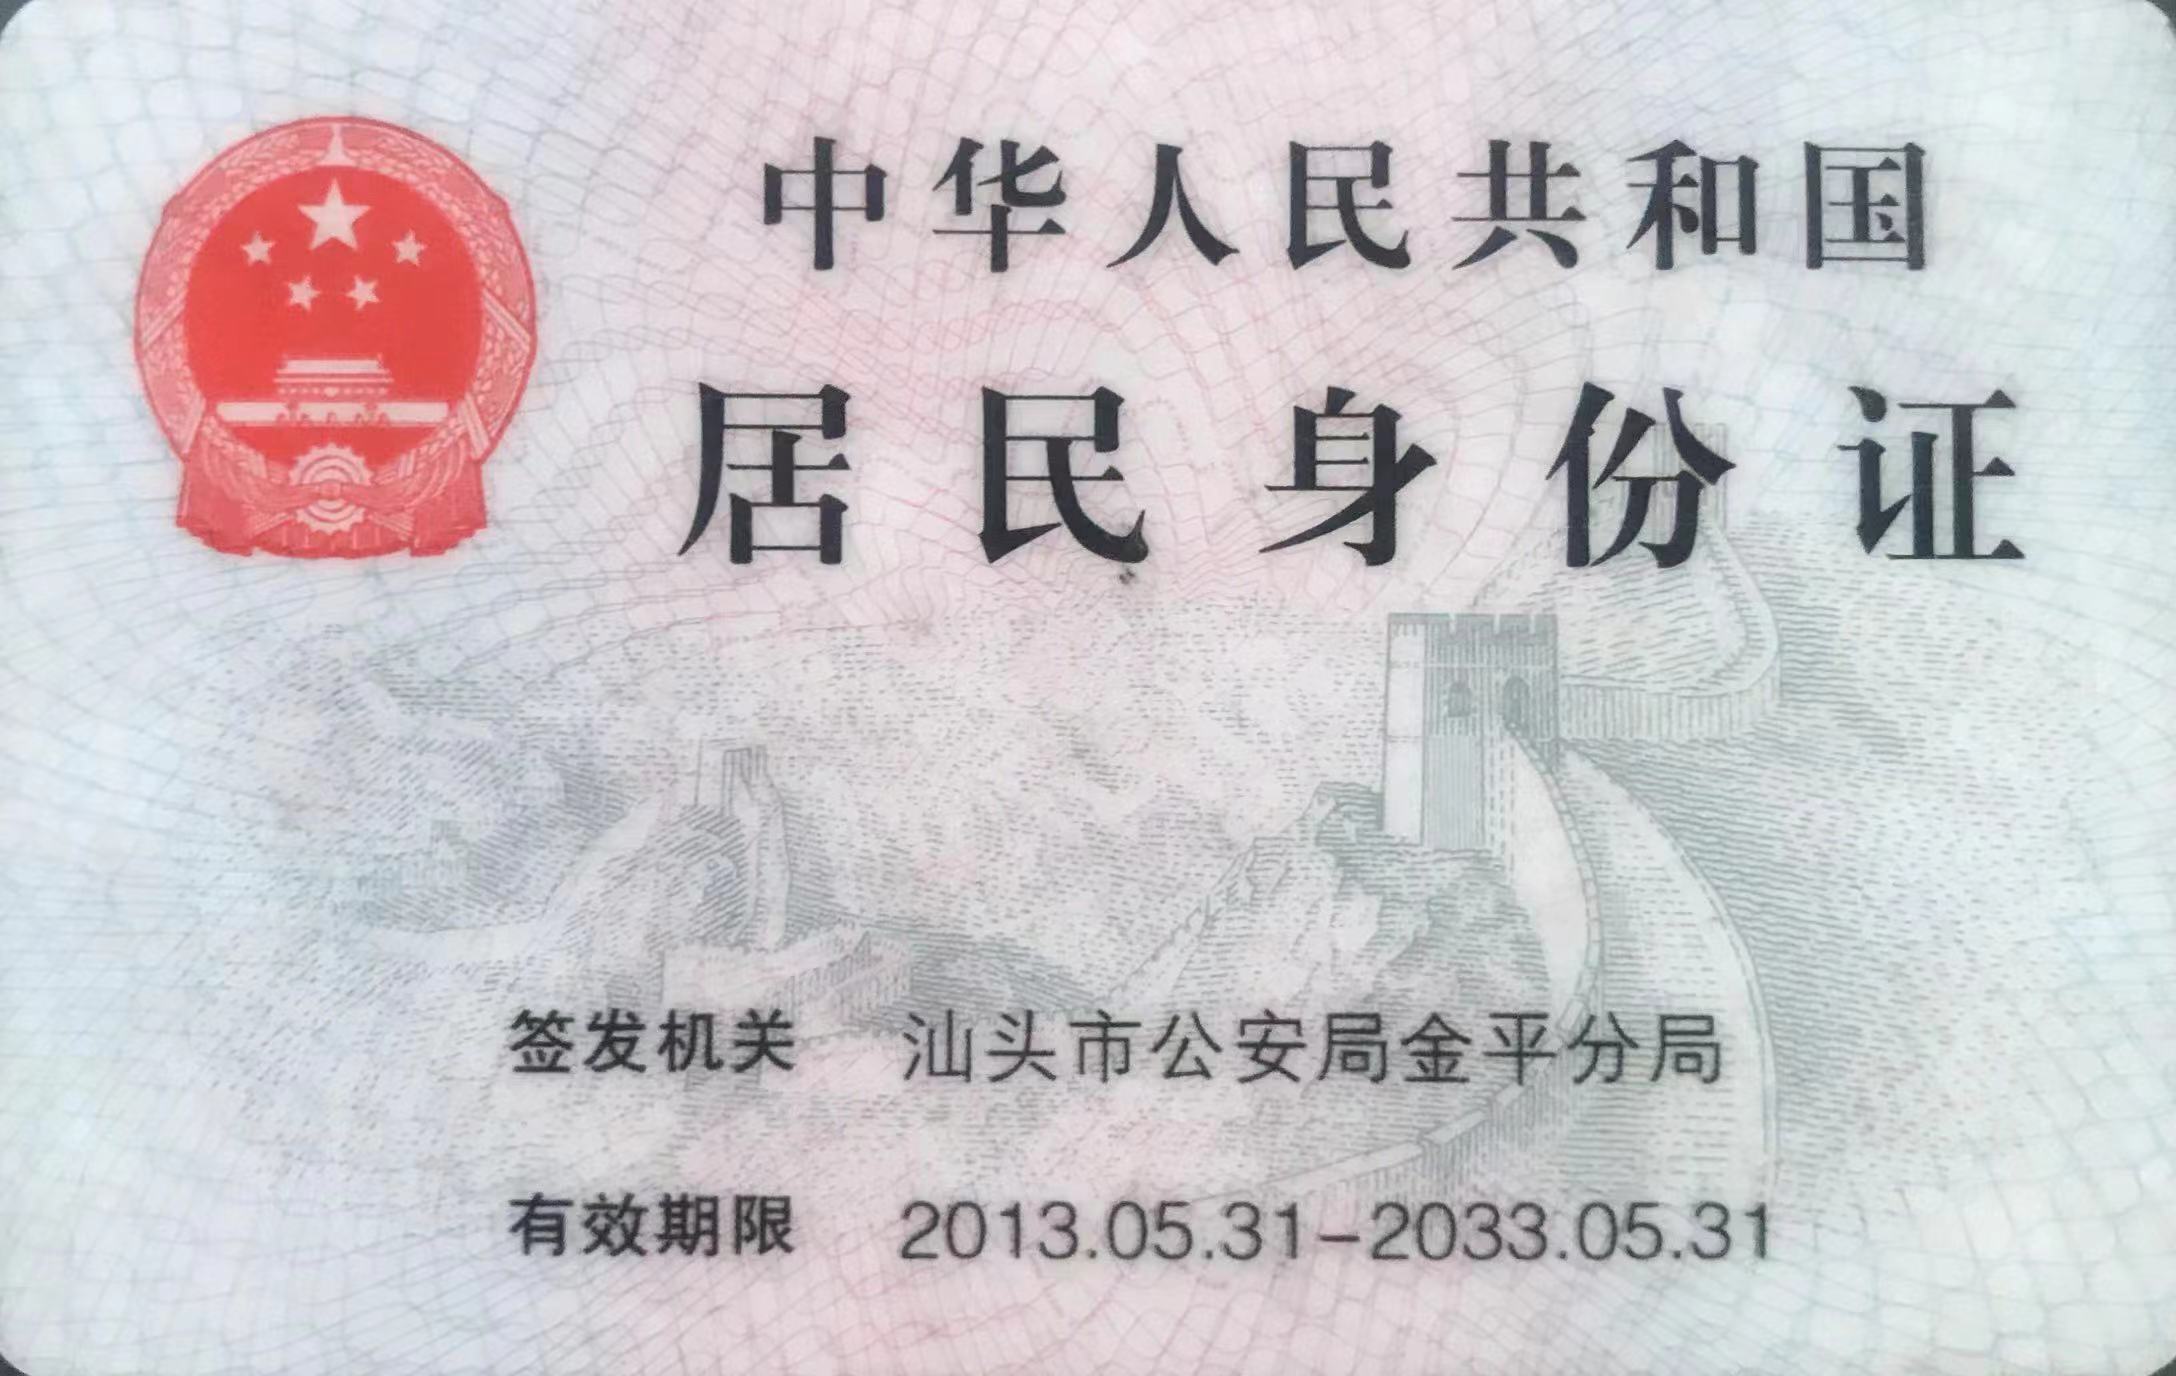 中华人民共和国
居民身份证
签发机关 汕头市公安局金平分局
有效期限 2013.05.31-2033.05.31